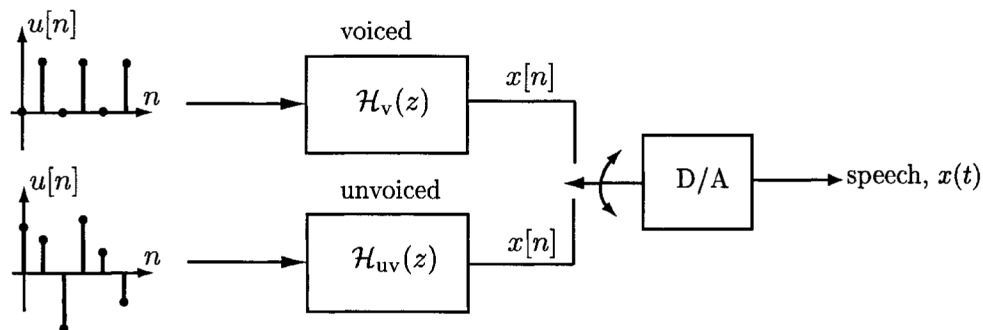 u[n]
n
voiced
H_v(z)
x[n]
D/A
speech, x(t)
u[n]
n
unvoiced
H_uv(z)
x[n]